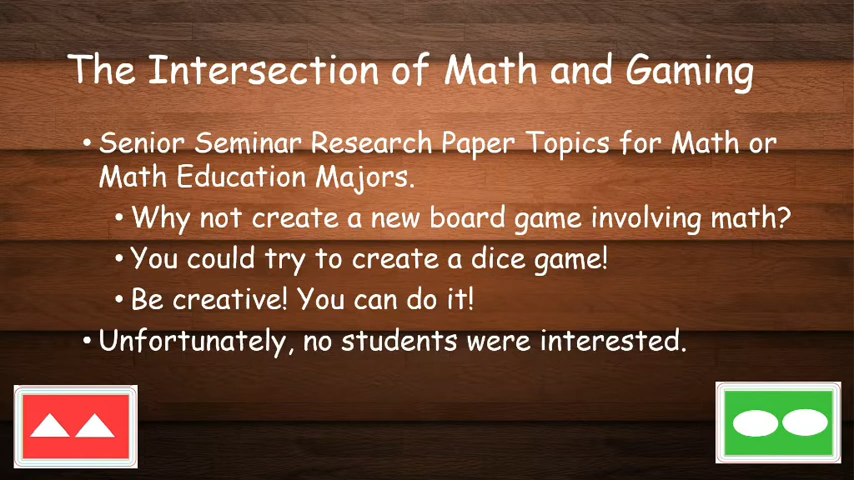 The Intersection of Math and Gaming
• Senior Seminar Research Paper Topics for Math or
Math Education Majors.
• Why not create a new board game involving math?
• You could try to create a dice game!
• Be creative! You can do it!
• Unfortunately, no students were interested.